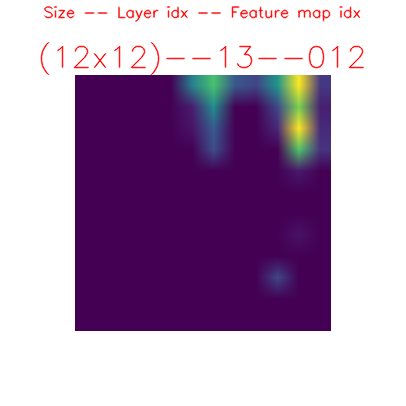 Size -- Layer idx -- Feature map idx
(12x12)--13--012